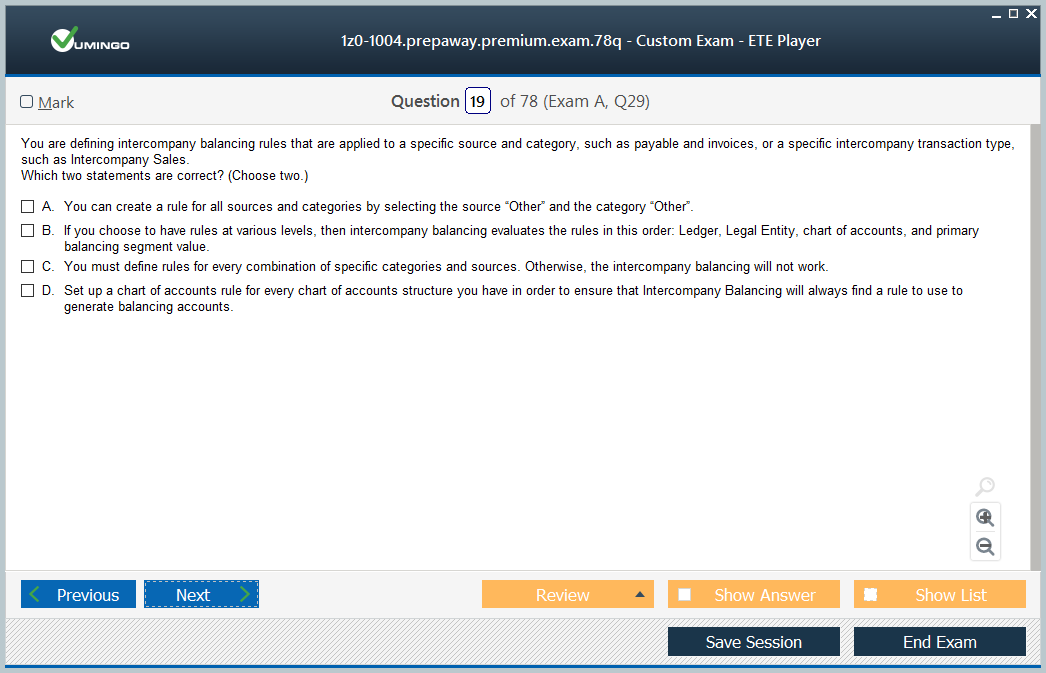 VUMINGO
1z0-1004.prepaway.premium.exam.78q - Custom Exam - ETE Player
Mark
Question 19 of 78 (Exam A, Q29)
You are defining intercompany balancing rules that are applied to a specific source and category, such as payable and invoices, or a specific intercompany transaction type,
such as Intercompany Sales.
Which two statements are correct? (Choose two.)
A. You can create a rule for all sources and categories by selecting the source “Other” and the category “Other”.
B. If you choose to have rules at various levels, then intercompany balancing evaluates the rules in this order: Ledger, Legal Entity, chart of accounts, and primary
balancing segment value.
C. You must define rules for every combination of specific categories and sources. Otherwise, the intercompany balancing will not work.
D. Set up a chart of accounts rule for every chart of accounts structure you have in order to ensure that Intercompany Balancing will always find a rule to use to
generate balancing accounts.
Previous
Next
Review
Show Answer
Show List
Save Session
End Exam